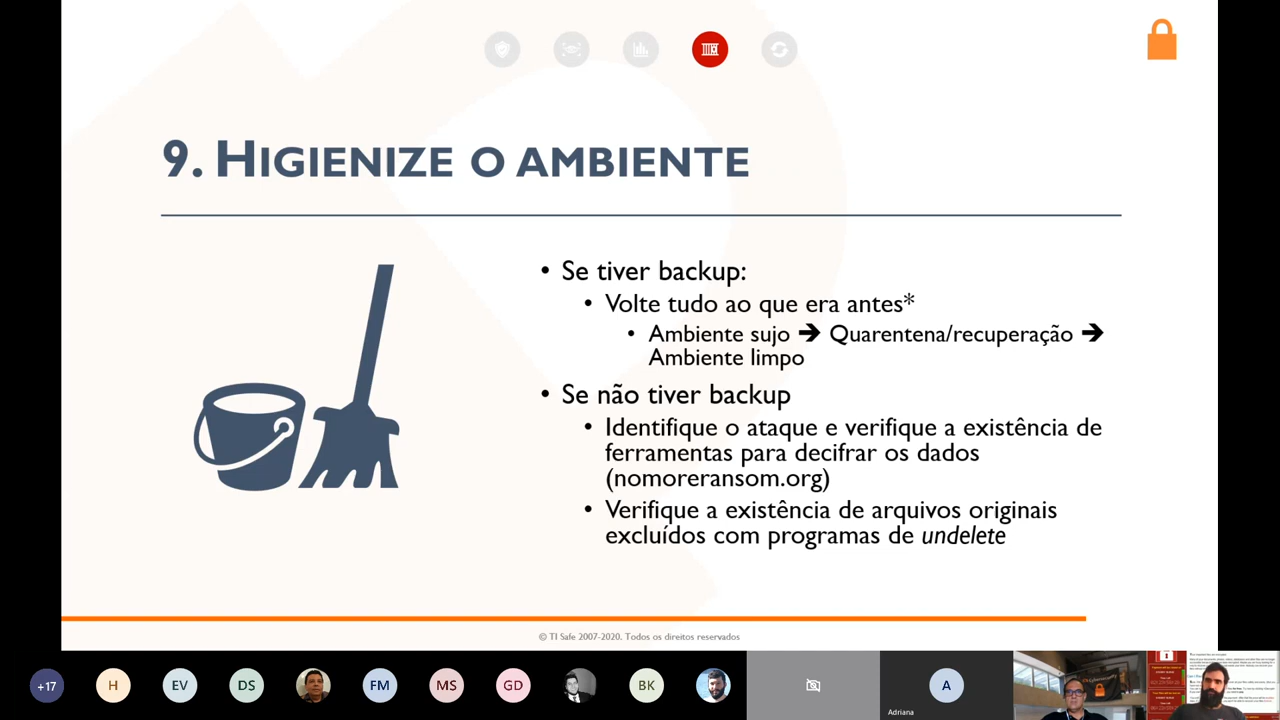 9. HIGIENIZE O AMBIENTE
• Se tiver backup:
• Volte tudo ao que era antes*
• Ambiente sujo ➔ Quarentena/recuperação ➔
Ambiente limpo
• Se não tiver backup
• Identifique o ataque e verifique a existência de
ferramentas para decifrar os dados
(nomoreransom.org)
• Verifique a existência de arquivos originais
excluídos com programas de undelete
© TI Safe 2007-2020. Todos os direitos reservados
+17
H
EV
DS
FM
GD
BK
A
Adriana